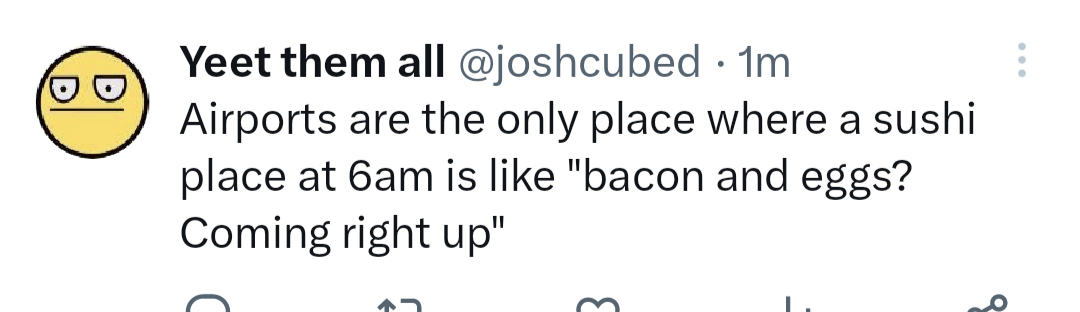 Yeet them all @joshcubed · 1m
Airports are the only place where a sushi
place at 6am is like "bacon and eggs?
Coming right up"